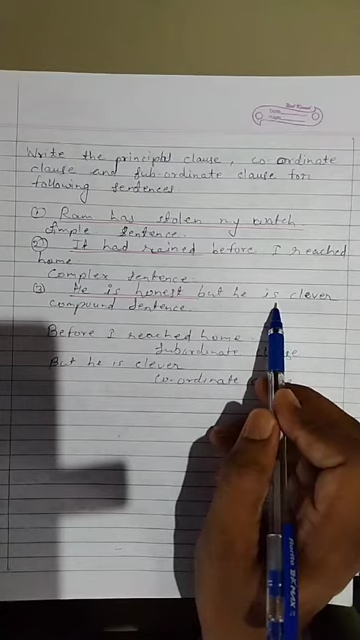 Write the principal clause, co-ordinate
clause and sub-ordinate clause for
following sentences
(1) Ram has stolen my watch
Simple sentence.
(2) It had rained before I reached
home
Complex sentence
(3) He is honest but he is clever
compound sentence
Before I reached home
Subordinate
But he is clever
co-ordinate